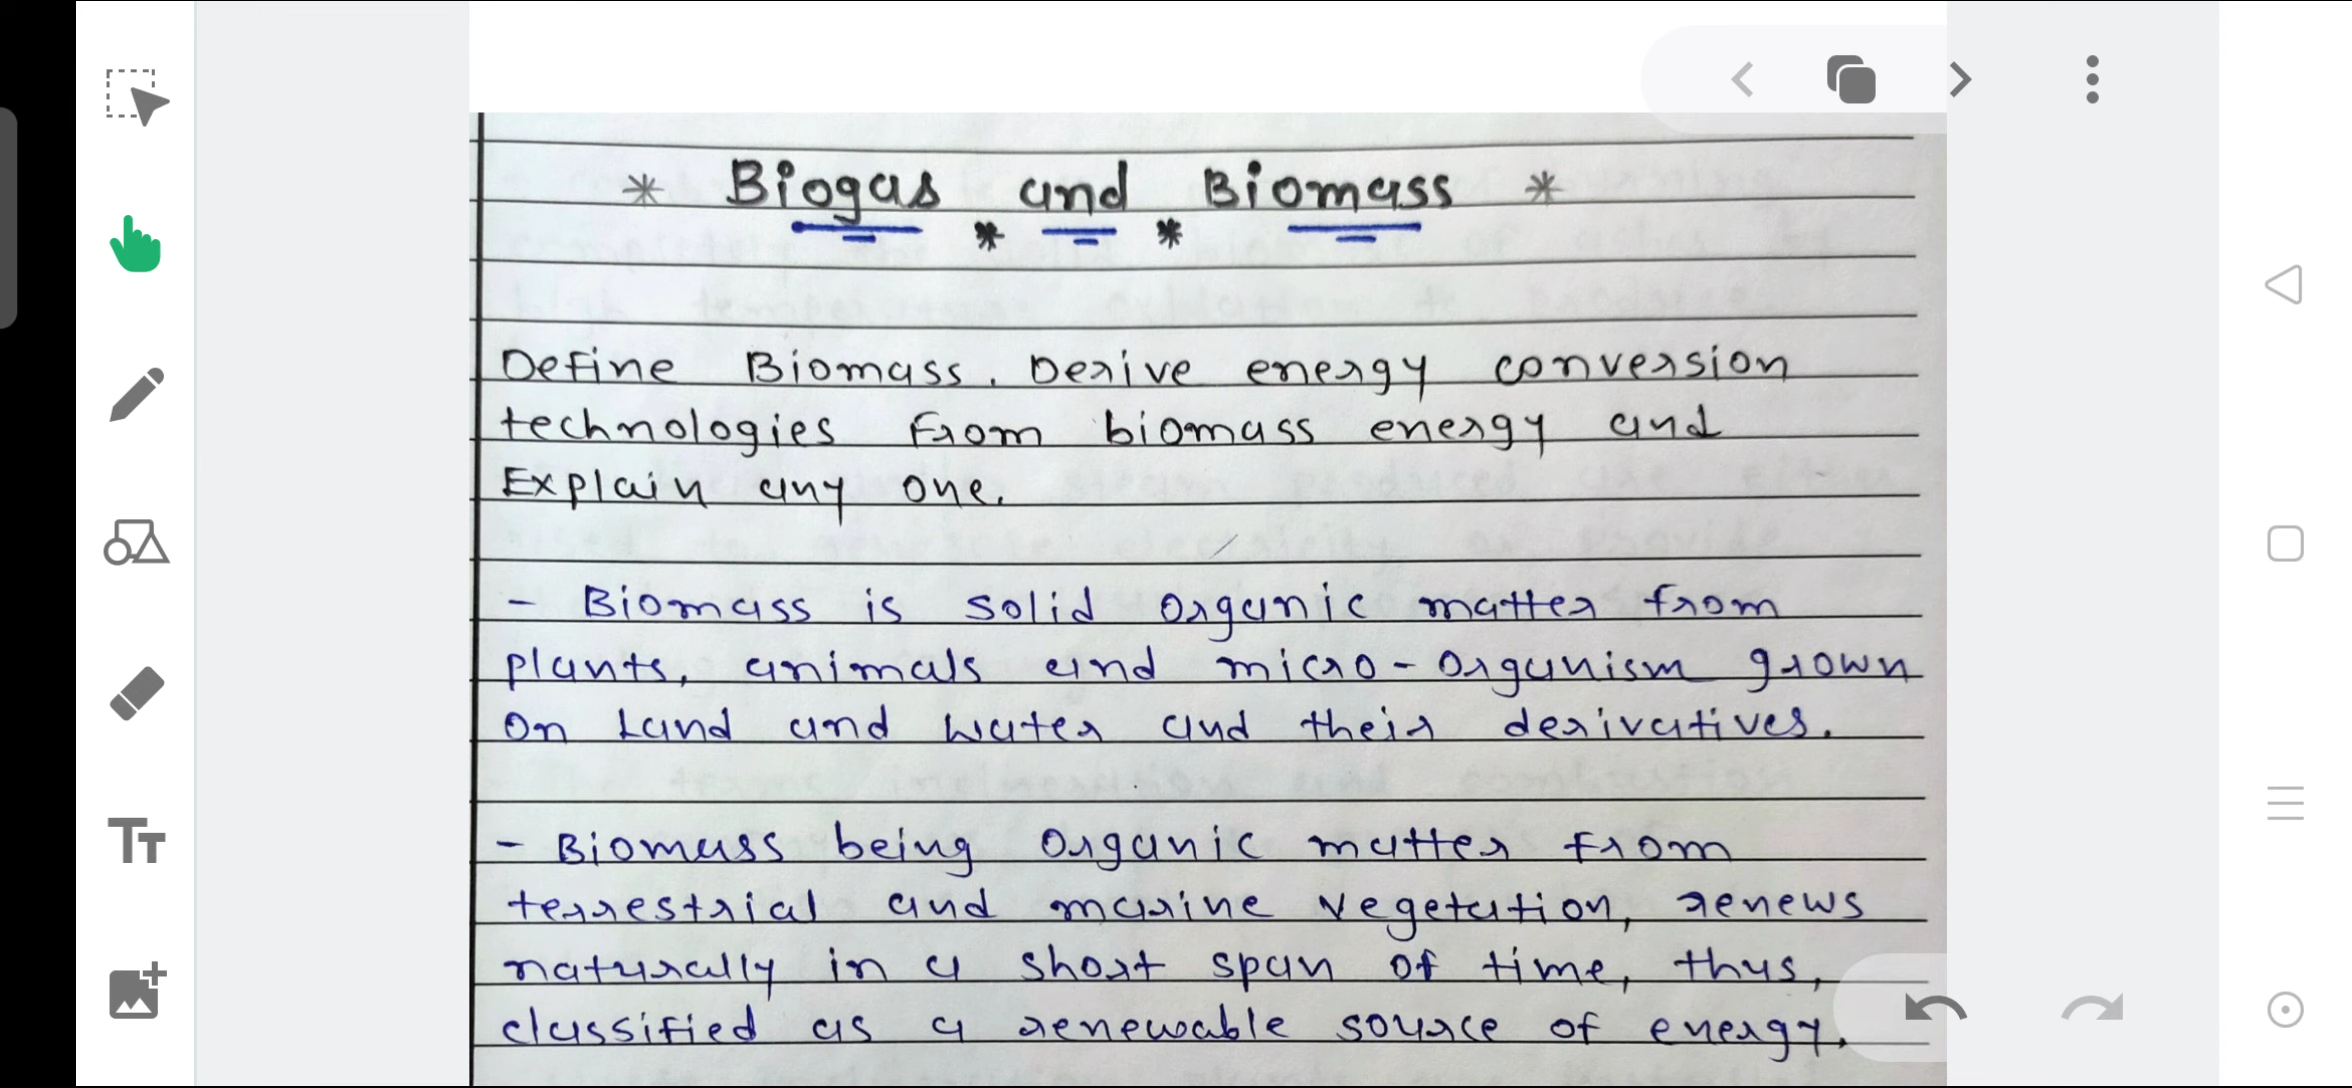 * Biogas and Biomass *
* *
Define Biomass. Derive energy conversion
technologies from biomass energy and
Explain any one.
- Biomass is solid organic matter from
plants, animals and micro-organism grown
on Land and water and their derivatives.
- Biomass being organic matter from
terrestrial and marine vegetation, renews
naturally in a short span of time, thus,
classified as a renewable source of energy.
TT